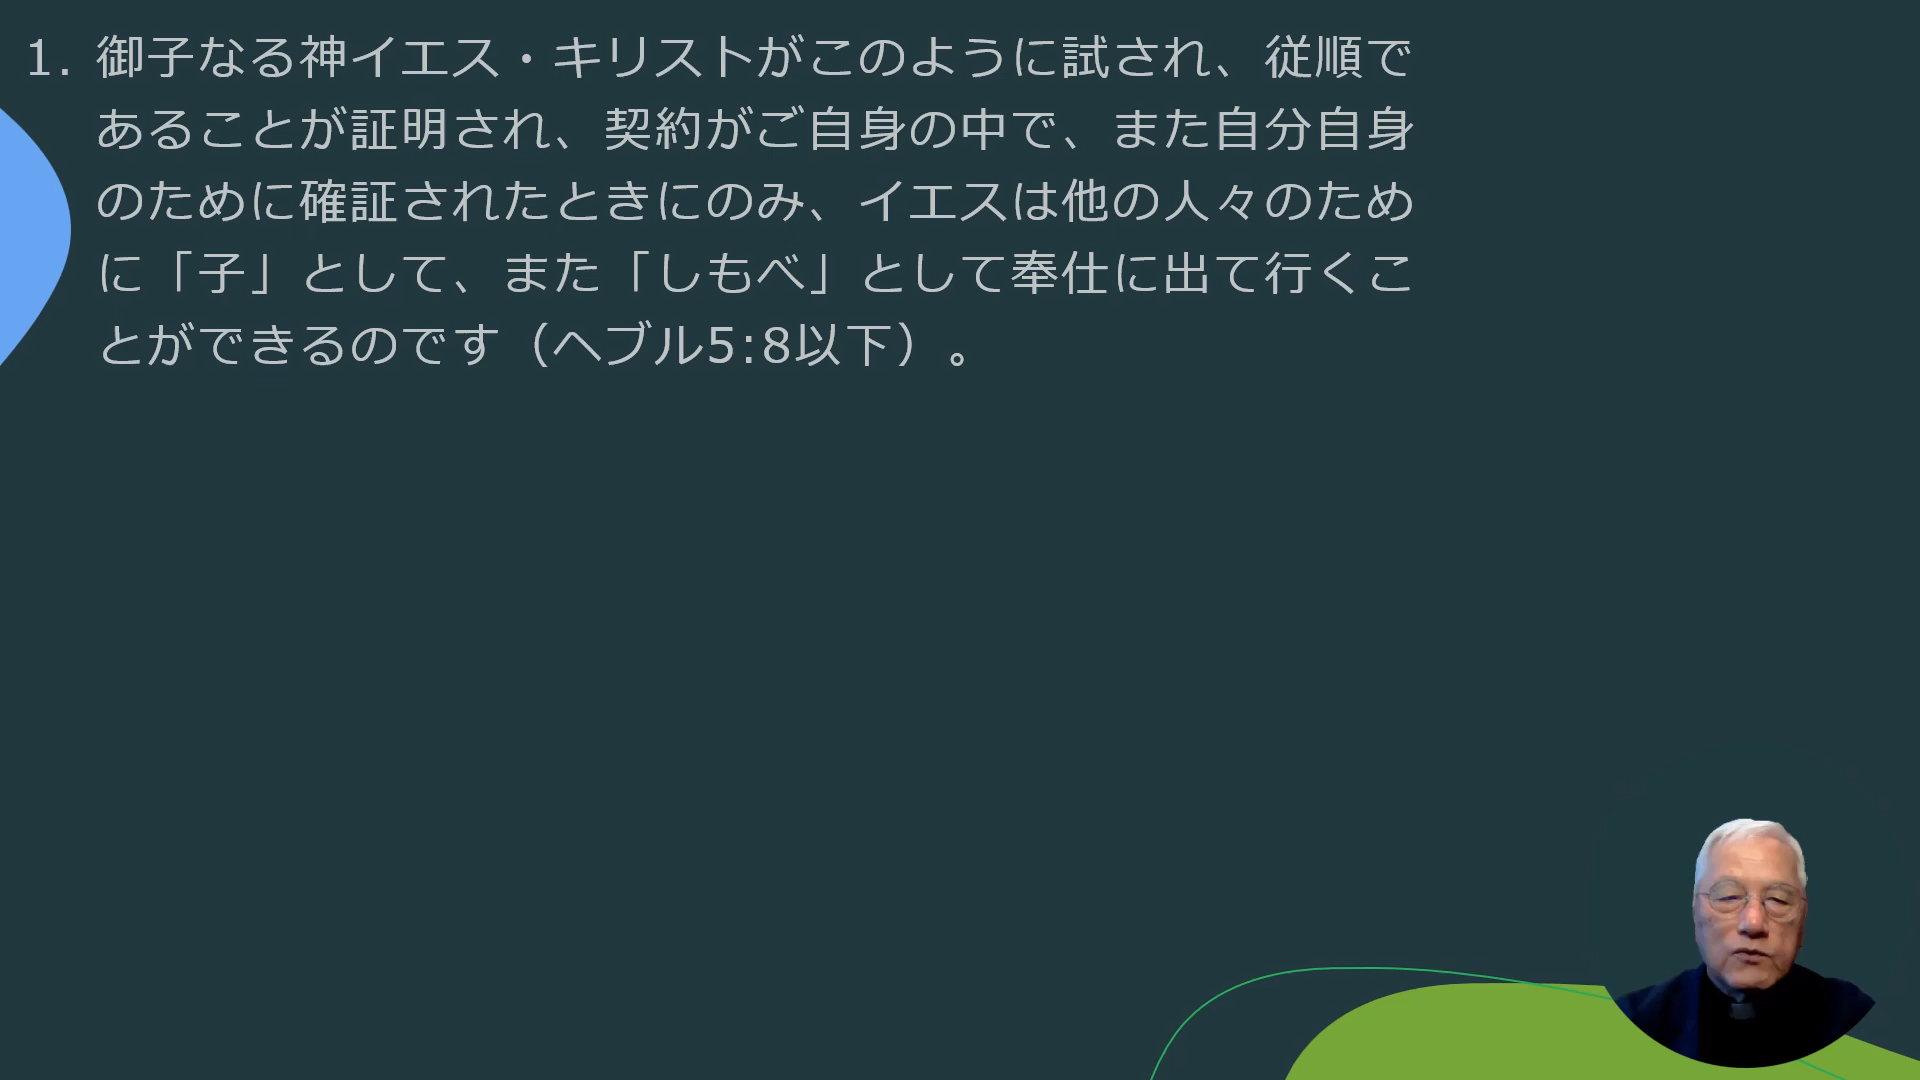 1. 御子なる神イエス・キリストがこのように試され、従順で
あることが証明され、契約がご自身の中で、また自分自身
のために確証されたときにのみ、イエスは他の人々のため
に「子」として、また「しもべ」として奉仕に出て行くこ
とができるのです（ヘブル5:8以下）。